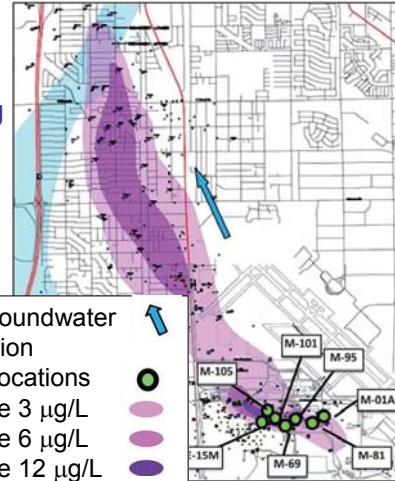 g
M-101
M-95
M-105
M-01A
E-15M
M-69
M-81
oundwater
ion
ocations
e 3 µg/L
e 6 µg/L
e 12 µg/L